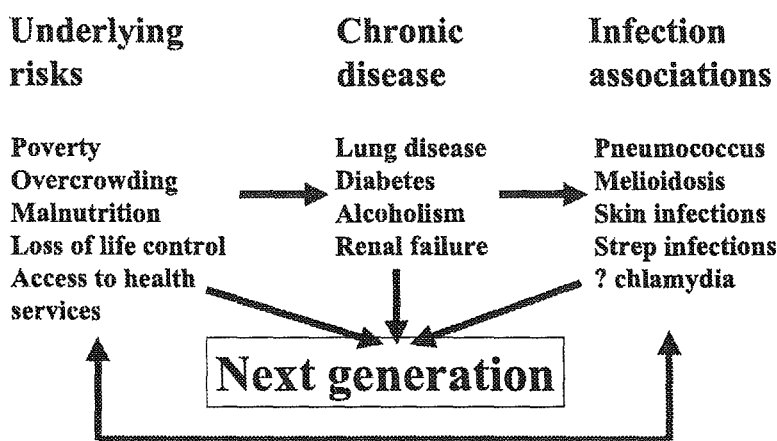 Underlying
risks
Chronic
disease
Infection
associations
Poverty
Overcrowding
Malnutrition
Loss of life control
Access to health
services
Lung disease
Diabetes
Alcoholism
Renal failure
Pneumococcus
Melioidosis
Skin infections
Strep infections
? chlamydia
Next generation